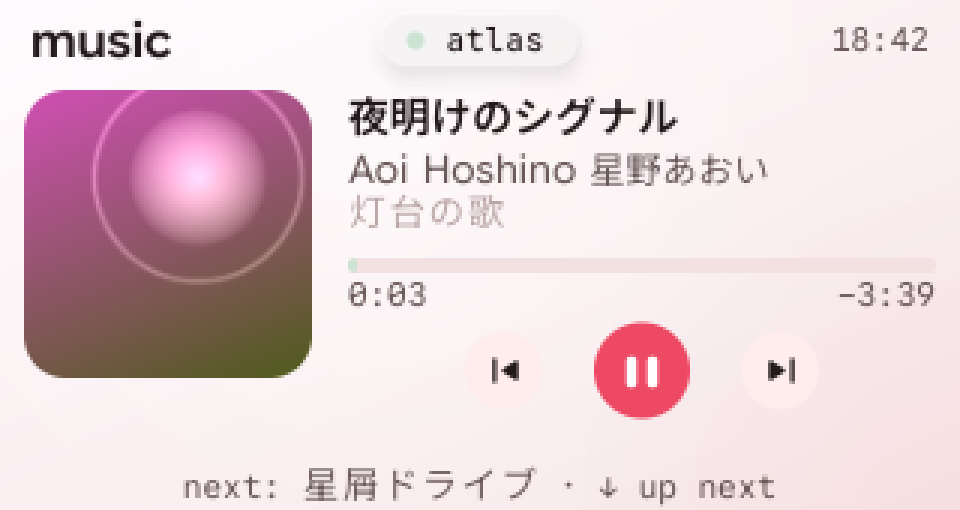 music
atlas
18:42
夜明けのシグナル
Aoi Hoshino 星野あおい
灯台の歌
0:03
-3:39
next: 星屑ドライブ · ↓ up next